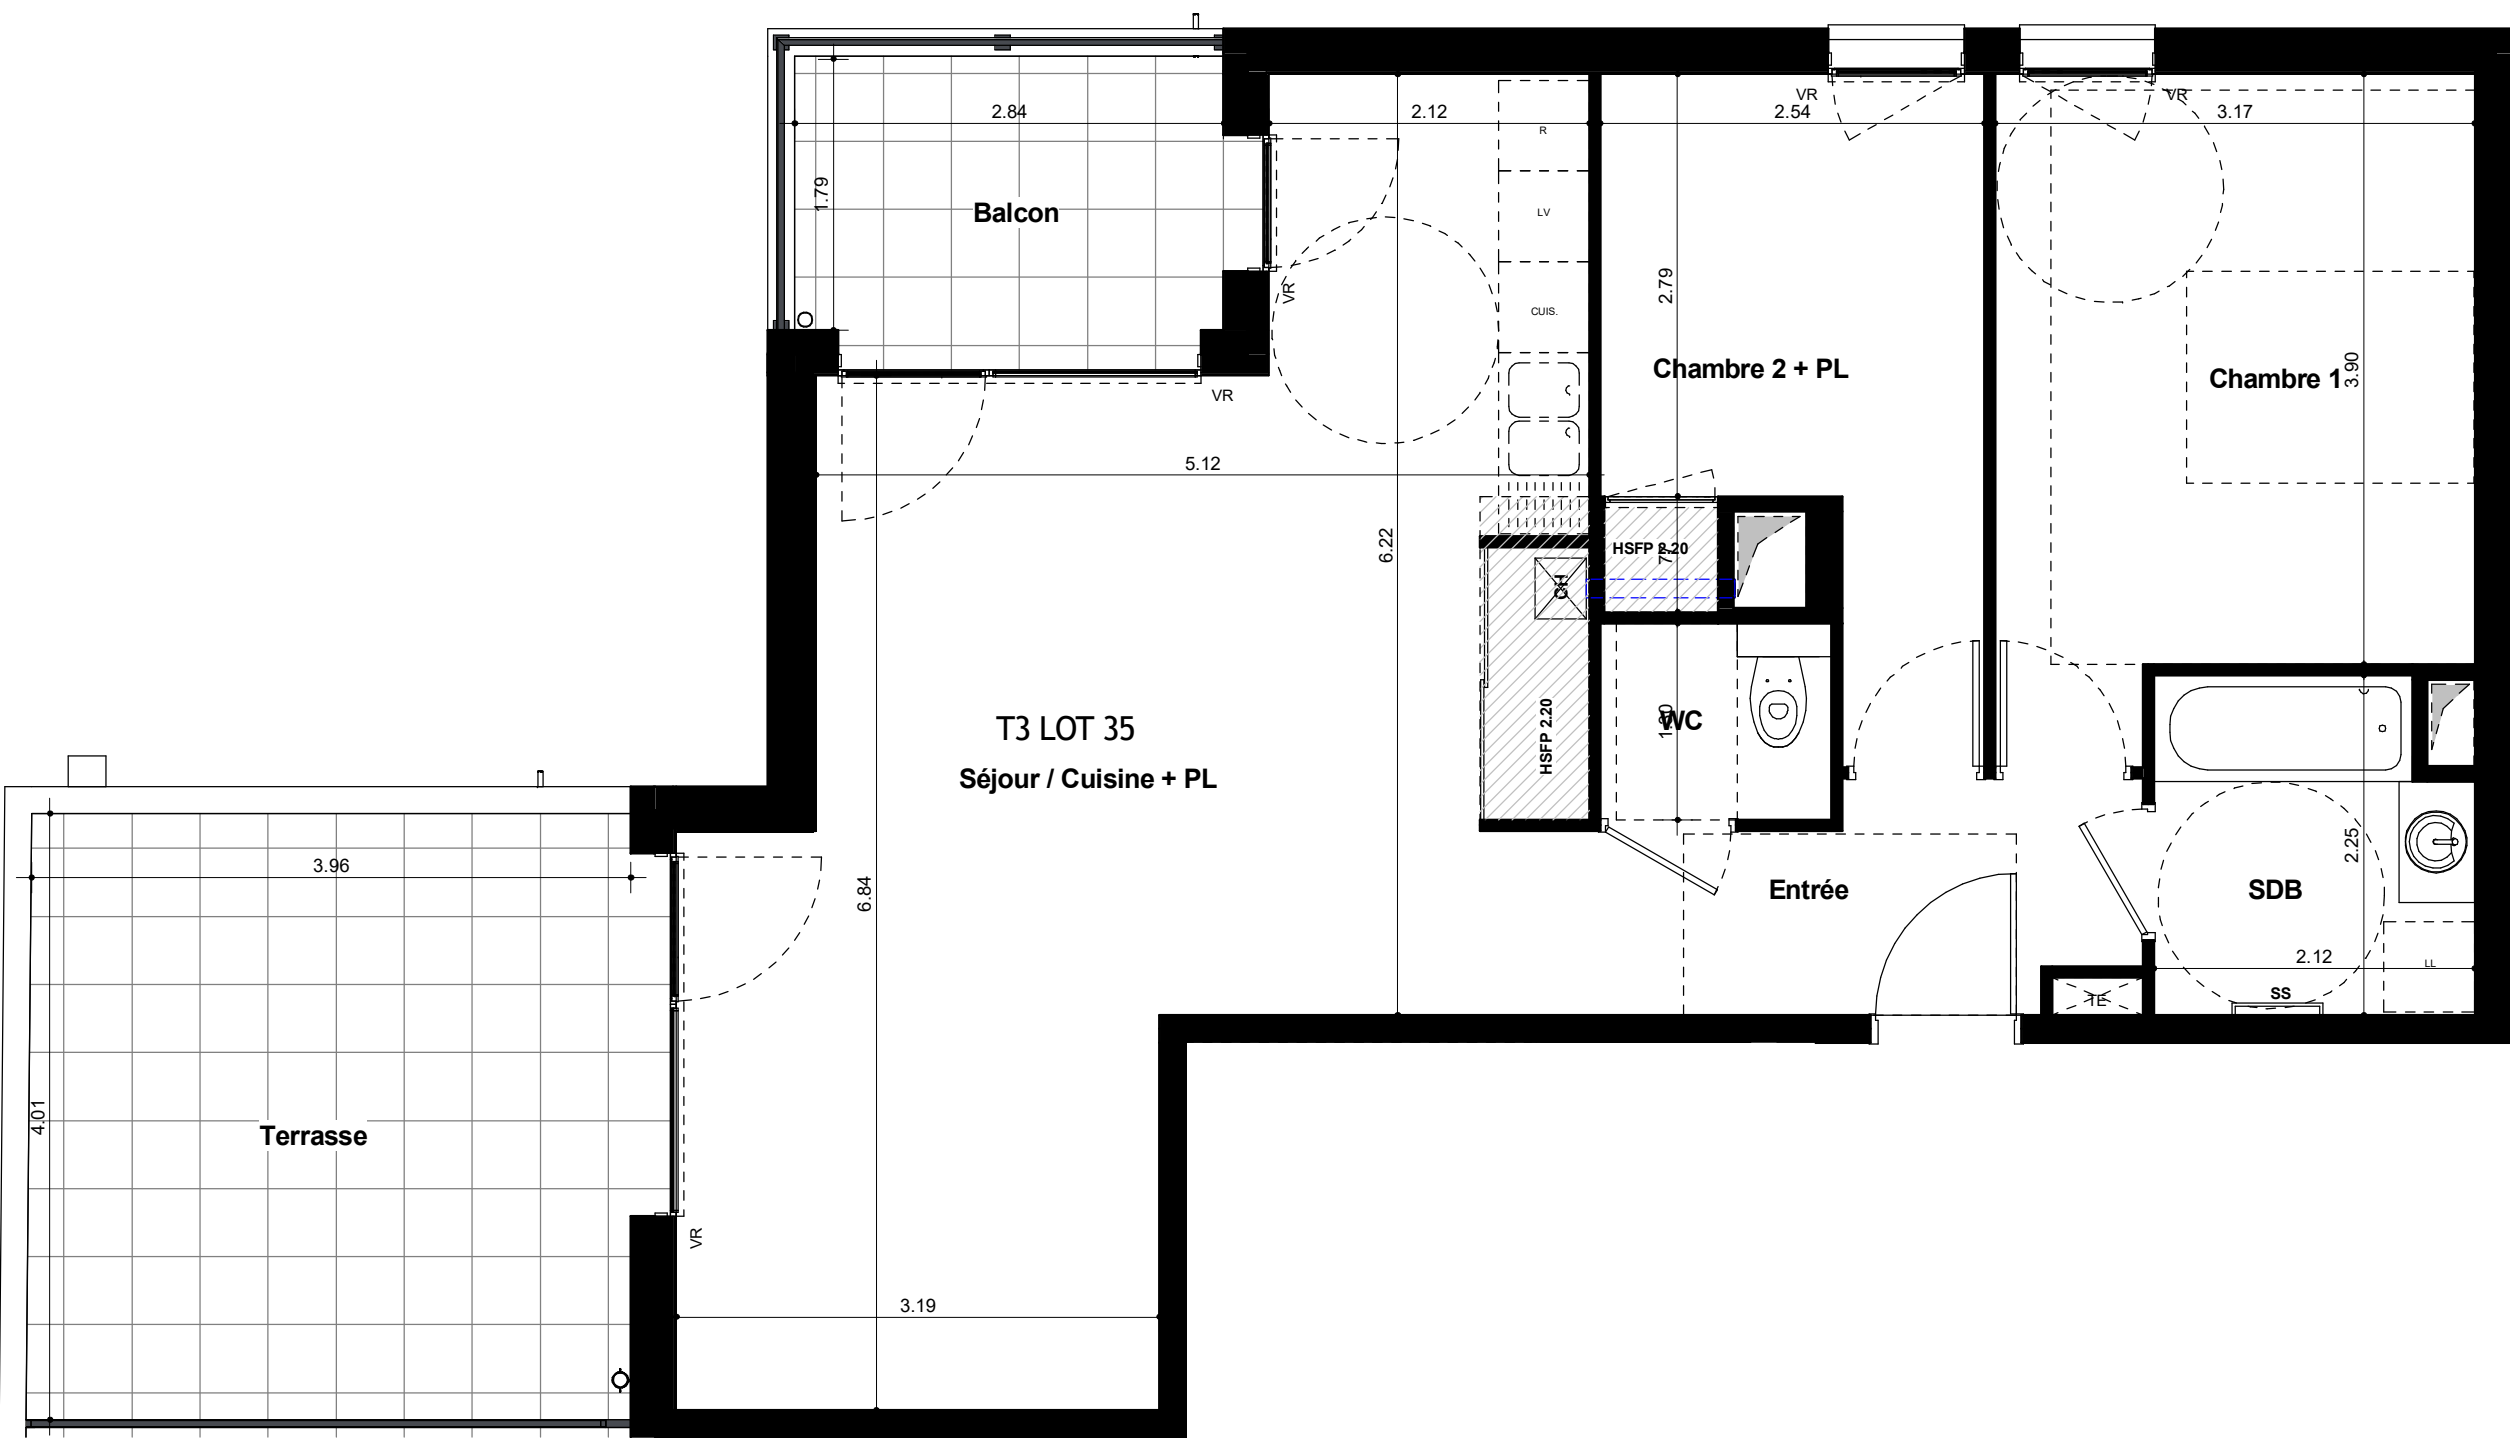 VR
VR
2.84
2.12
2.54
3.17
R
1.79
Balcon
LV
VR
2.79
CUIS.
Chambre 2 + PL
Chambre 1
3.90
VR
5.12
6.22
HSFP 2.20
T3 LOT 35
Séjour / Cuisine + PL
HSFP 2.20
WC
3.96
6.84
Entrée
SDB
2.25
2.12
LL
SS
TE
4.01
Terrasse
VR
3.19